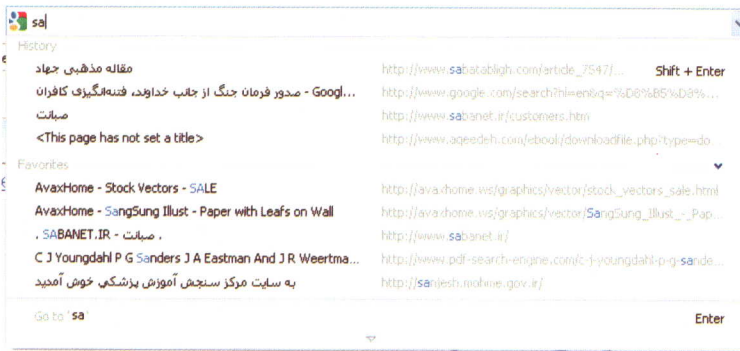 sa
History
مقاله مذهبی جهاد http://www.sabatabligh.com/article_7547/... Shift + Enter
صدور فرمان جنگ از جانب خداوند، فتنه‌انگیزی کافران - Googl... http://www.google.com/search?hl=en&q=%D8%B5%D8%...
صبانت http://www.sabanet.ir/customers.htm
<This page has not set a title> http://www.aqeedeh.com/ebook/downloadfile.php?type=do
Favorites
AvaxHome - Stock Vectors - SALE http://avaxhome.ws/graphics/vector/stock_vectors_sale.html
AvaxHome - SangSung Illust - Paper with Leafs on Wall http://avaxhome.ws/graphics/vector/SangSung_Illust_-_Pap...
. SABANET.IR - صبانت . http://www.sabanet.ir/
C J Youngdahl P G Sanders J A Eastman And J R Weertma... http://www.pdf-search-engine.com/c-j-youngdahl-p-g-sande...
به سایت مرکز سنجش آموزش پزشکی خوش آمدید http://sanjesh.mohme.gov.ir/
Go to 'sa' Enter